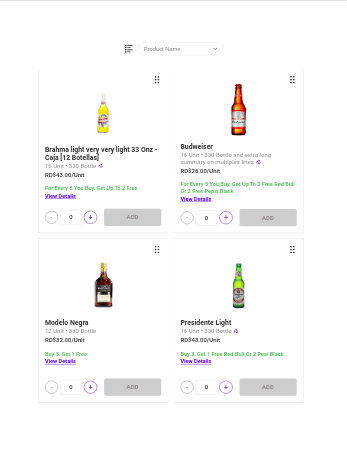 Product Name
Brahma light very very light 33 Onz -
Caja [12 Botellas]
16 Unit • 330 Bottle
RD$43.00/Unit
For Every 5 You Buy, Get Up To 2 Free
View Details
- 0 + ADD
Budweiser
16 Unit • 330 Bottle and extra long
summary on multiples lines
RD$26.00/Unit
For Every 5 You Buy, Get Up To 3 Free Red Bull
Or 2 Free Pepsi Black
View Details
- 0 + ADD
Modelo Negra
12 Unit • 330 Bottle
RD$32.00/Unit
Buy 3, Get 1 Free
View Details
- 0 + ADD
Presidente Light
16 Unit • 330 Bottle
RD$43.00/Unit
Buy 3, Get 1 Free Red Bull Or 2 Pesi Black
View Details
- 0 + ADD